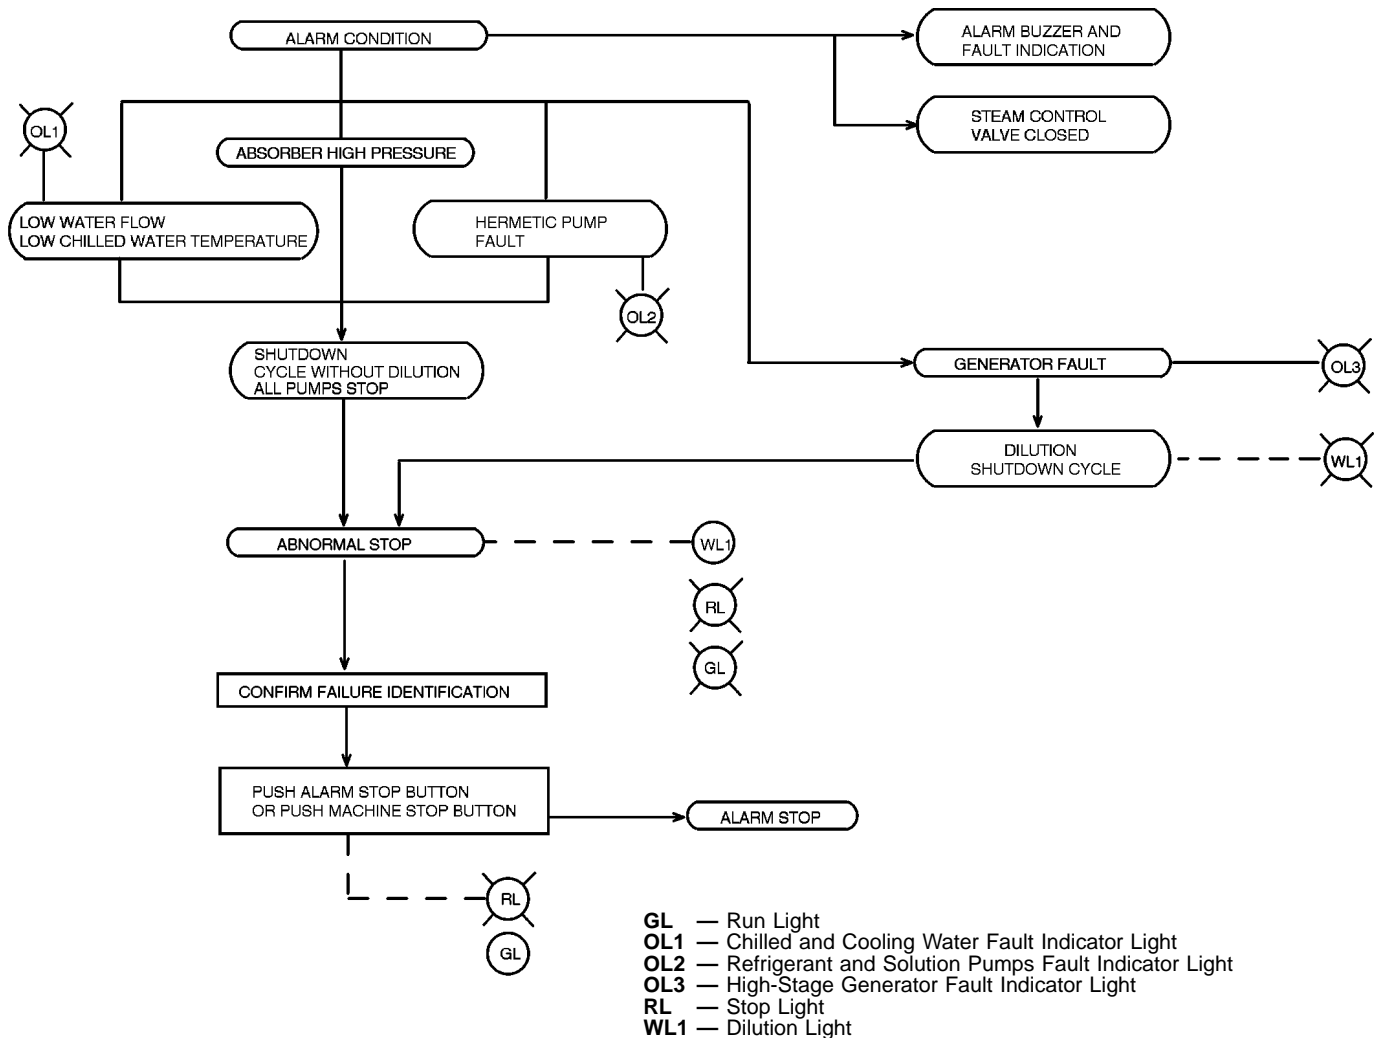 ALARM CONDITION
ALARM BUZZER AND
FAULT INDICATION
STEAM CONTROL
VALVE CLOSED
OL1
ABSORBER HIGH PRESSURE
LOW WATER FLOW
LOW CHILLED WATER TEMPERATURE
HERMETIC PUMP
FAULT
OL2
SHUTDOWN
CYCLE WITHOUT DILUTION
ALL PUMPS STOP
GENERATOR FAULT
OL3
DILUTION
SHUTDOWN CYCLE
WL1
ABNORMAL STOP
WL1
RL
GL
CONFIRM FAILURE IDENTIFICATION
PUSH ALARM STOP BUTTON
OR PUSH MACHINE STOP BUTTON
ALARM STOP
RL
GL
GL — Run Light
OL1 — Chilled and Cooling Water Fault Indicator Light
OL2 — Refrigerant and Solution Pumps Fault Indicator Light
OL3 — High-Stage Generator Fault Indicator Light
RL — Stop Light
WL1 — Dilution Light